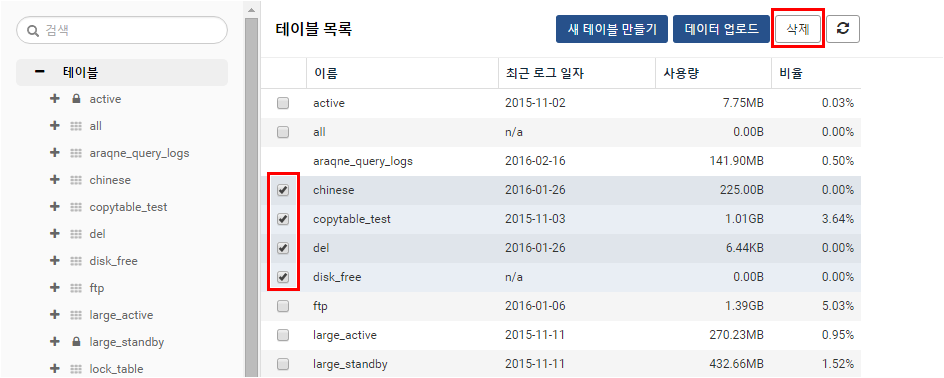 검색
테이블
active
all
araqne_query_logs
chinese
copytable_test
del
disk_free
ftp
large_active
large_standby
lock_table
테이블 목록 새 테이블 만들기 데이터 업로드 삭제
이름 최근 로그 일자 사용량 비율
active 2015-11-02 7.75MB 0.03%
all n/a 0.00B 0.00%
araqne_query_logs 2016-02-16 141.90MB 0.50%
chinese 2016-01-26 225.00B 0.00%
copytable_test 2015-11-03 1.01GB 3.64%
del 2016-01-26 6.44KB 0.00%
disk_free n/a 0.00B 0.00%
ftp 2016-01-06 1.39GB 5.03%
large_active 2015-11-11 270.23MB 0.95%
large_standby 2015-11-11 432.66MB 1.52%